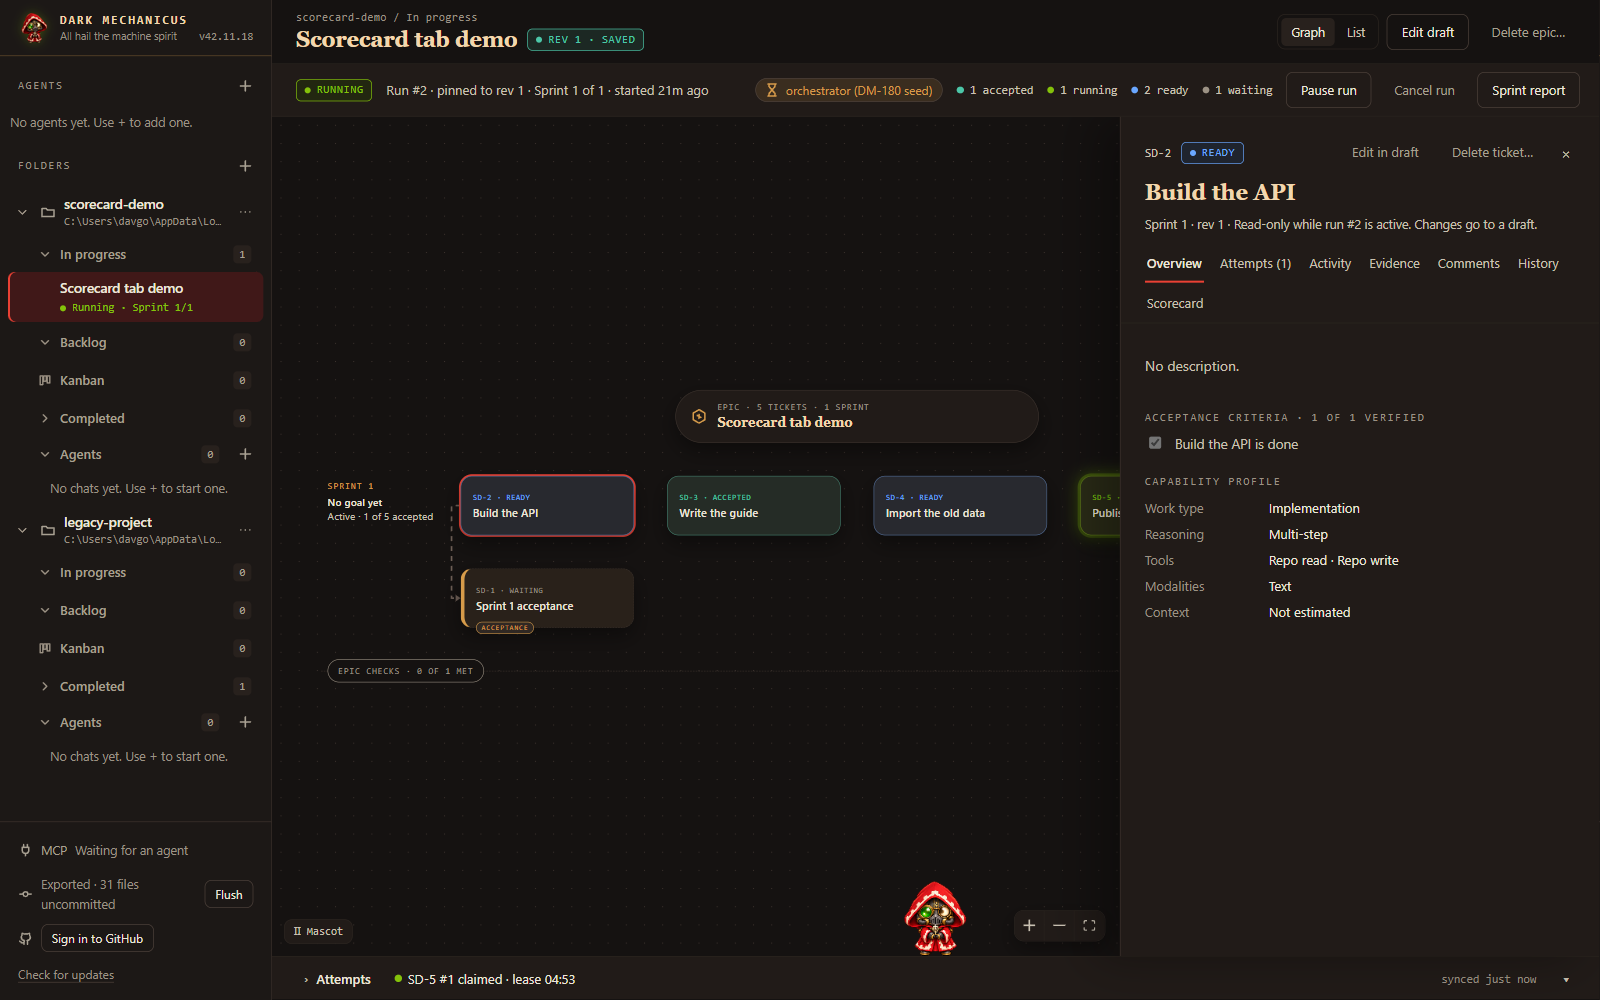 DARK MECHANICUS
All hail the machine spirit v42.11.18
AGENTS
No agents yet. Use + to add one.
FOLDERS
scorecard-demo
C:\Users\davgo\AppData\Lo…
In progress 1
Scorecard tab demo
Running · Sprint 1/1
Backlog 0
Kanban 0
Completed 0
Agents 0
No chats yet. Use + to start one.
legacy-project
C:\Users\davgo\AppData\Lo…
In progress 0
Backlog 0
Kanban 0
Completed 1
Agents 0
No chats yet. Use + to start one.
MCP Waiting for an agent
Exported · 31 files
uncommitted
Flush
Sign in to GitHub
Check for updates
scorecard-demo / In progress
Scorecard tab demo
REV 1 · SAVED
Graph List Edit draft Delete epic...
RUNNING Run #2 · pinned to rev 1 · Sprint 1 of 1 · started 21m ago
orchestrator (DM-180 seed) 1 accepted 1 running 2 ready 1 waiting
Pause run Cancel run Sprint report
EPIC · 5 TICKETS · 1 SPRINT
Scorecard tab demo
SPRINT 1
No goal yet
Active · 1 of 5 accepted
SD-2 · READY
Build the API
SD-3 · ACCEPTED
Write the guide
SD-4 · READY
Import the old data
SD-5 ·
Publis
SD-1 · WAITING
Sprint 1 acceptance
ACCEPTANCE
EPIC CHECKS · 0 OF 1 MET
Mascot
SD-2 READY Edit in draft Delete ticket... ×
Build the API
Sprint 1 · rev 1 · Read-only while run #2 is active. Changes go to a draft.
Overview Attempts (1) Activity Evidence Comments History
Scorecard
No description.
ACCEPTANCE CRITERIA · 1 OF 1 VERIFIED
Build the API is done
CAPABILITY PROFILE
Work type Implementation
Reasoning Multi-step
Tools Repo read · Repo write
Modalities Text
Context Not estimated
Attempts SD-5 #1 claimed · lease 04:53
synced just now